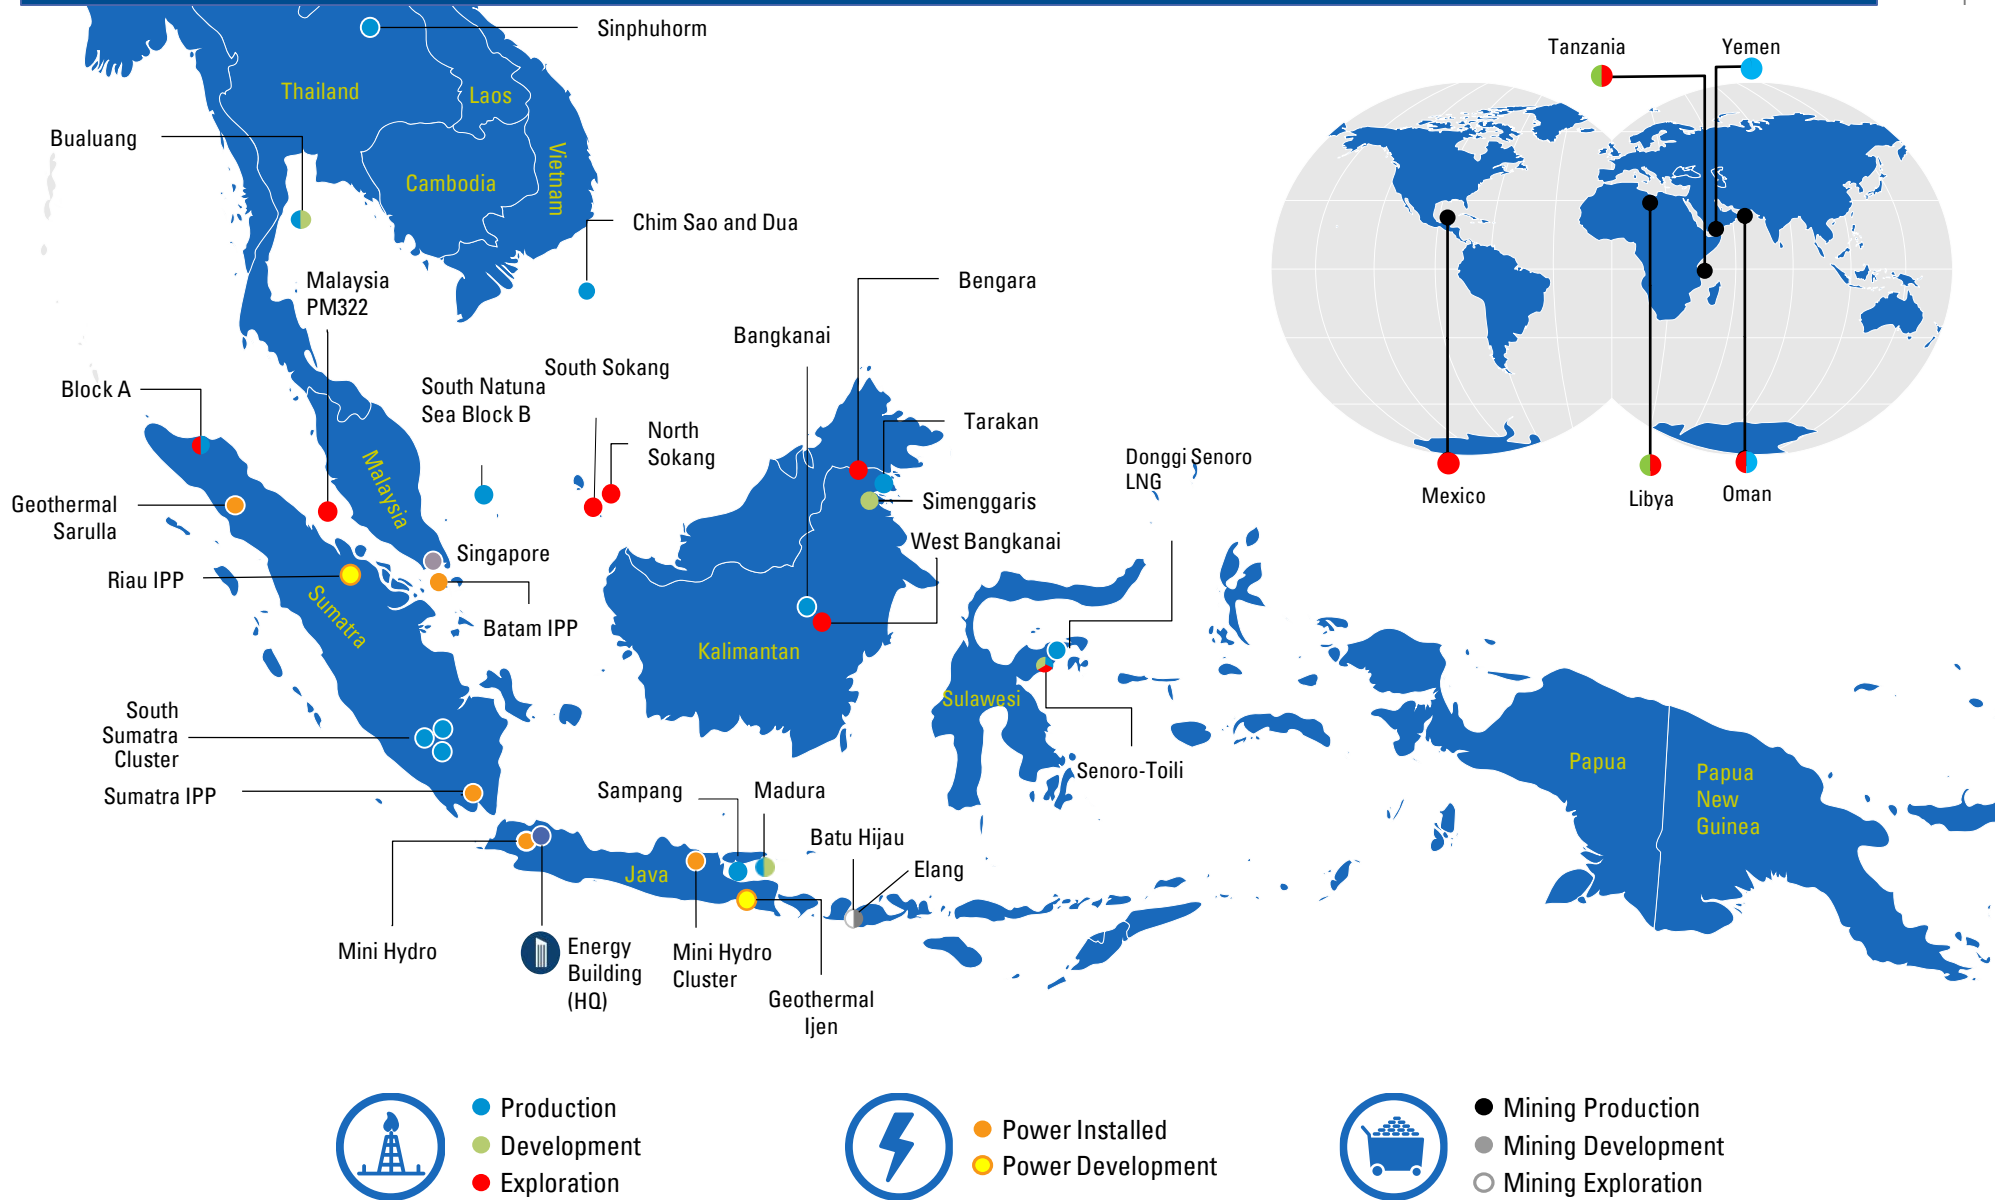 Sinphuhorm
Tanzania
Yemen
Thailand
Laos
Bualuang
Vietnam
Cambodia
Chim Sao and Dua
Malaysia
PM322
Bengara
Bangkanai
South Sokang
Block A
South Natuna
Sea Block B
North
Sokang
Tarakan
Donggi Senoro
LNG
Malaysia
Geothermal
Sarulla
Simenggaris
Mexico
Libya
Oman
West Bangkanai
Singapore
Riau IPP
Sumatra
Batam IPP
Kalimantan
Sulawesi
South
Sumatra
Cluster
Senoro-Toili
Papua
Papua
New
Guinea
Sumatra IPP
Sampang
Madura
Batu Hijau
Elang
Java
Mini Hydro
Energy
Building
(HQ)
Mini Hydro
Cluster
Geothermal
Ijen
Production
Development
Exploration
Power Installed
Power Development
Mining Production
Mining Development
Mining Exploration